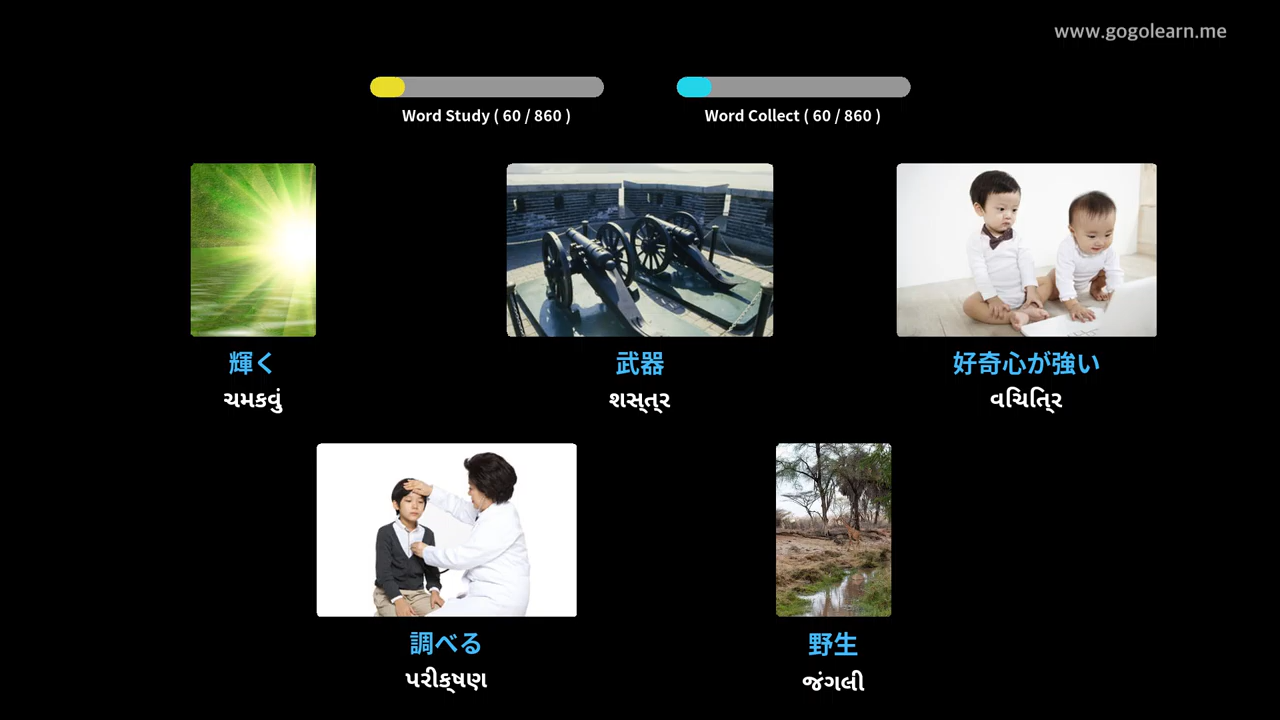 www.gogolearn.me
Word Study ( 60 / 860 )
Word Collect ( 60 / 860 )
輝く
ચમકવું
武器
શસ્ત્ર
好奇心が強い
વિચિત્ર
調べる
પરીક્ષણ
野生
જંગલી